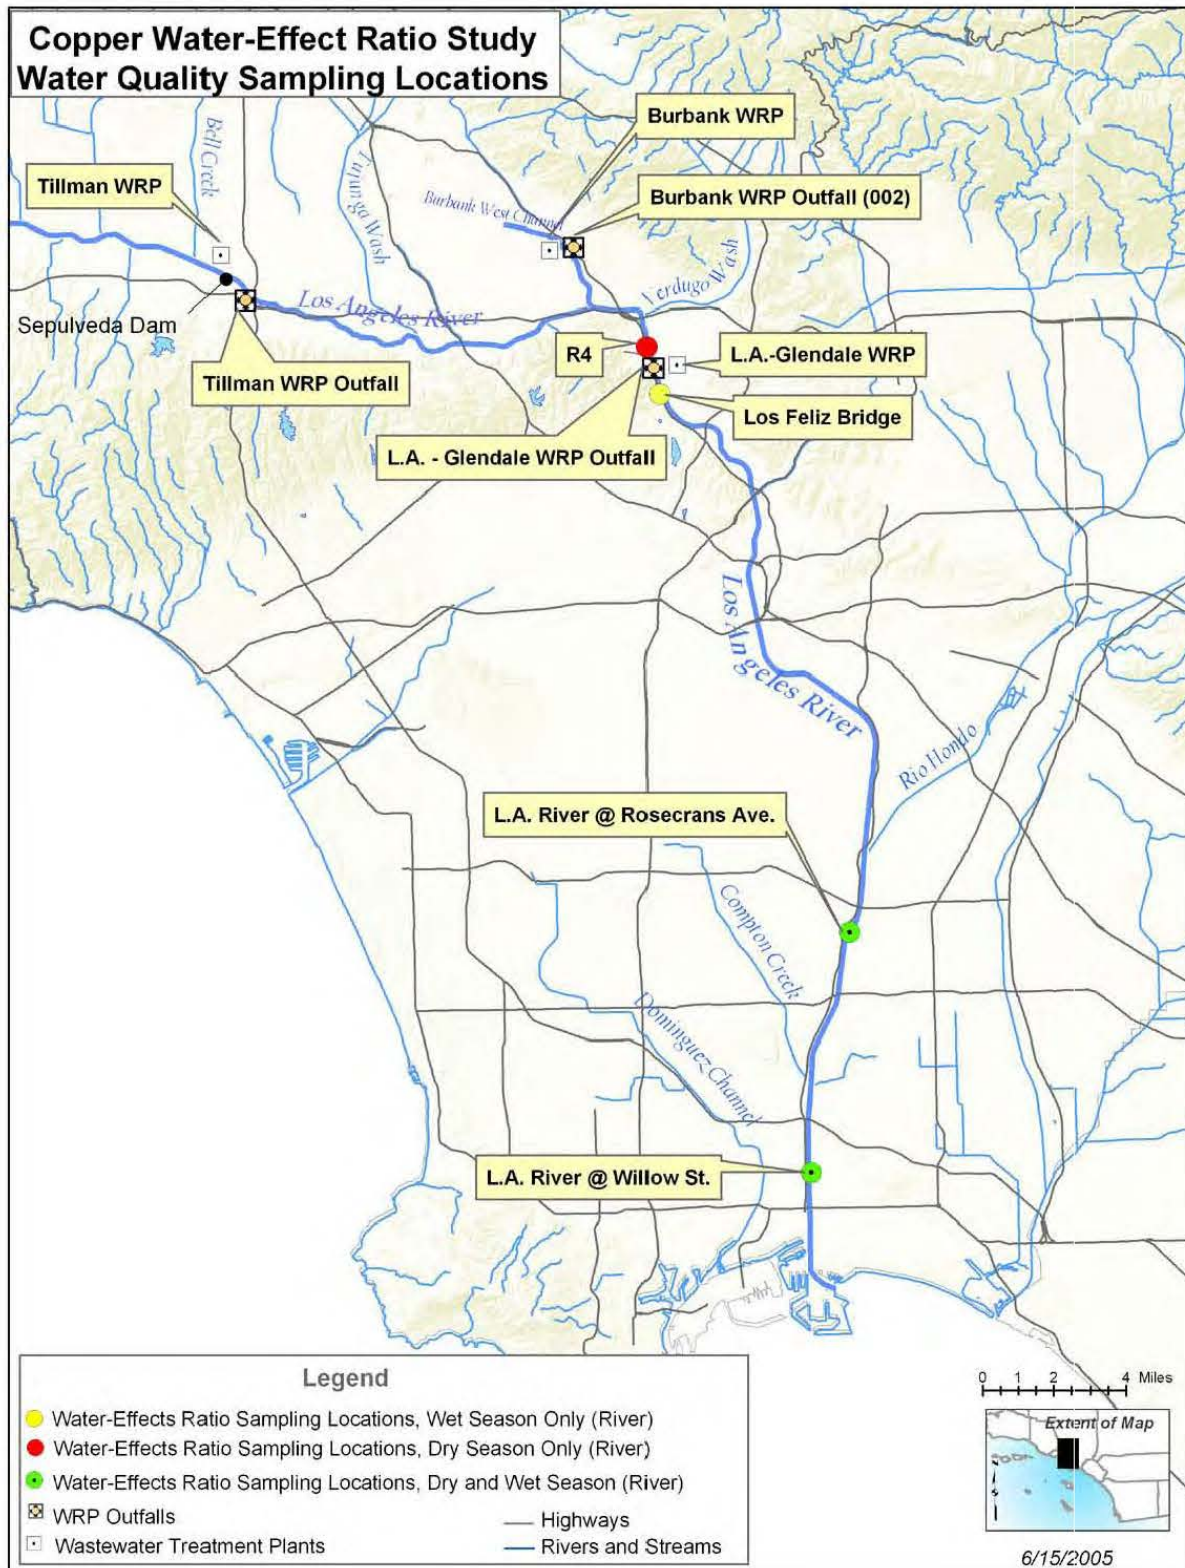 Copper Water-Effect Ratio Study
Water Quality Sampling Locations
Burbank WRP
Bell Creek
Tujunga Wash
Tillman WRP
Burbank WRP Outfall (002)
Burbank West Channel
Verdugo Wash
Los Angeles River
Sepulveda Dam
R4
L.A.-Glendale WRP
Tillman WRP Outfall
Los Feliz Bridge
L.A. - Glendale WRP Outfall
Los Angeles River
Rio Hondo
L.A. River @ Rosecrans Ave.
Compton Creek
Dominguez Channel
L.A. River @ Willow St.
Legend
Water-Effects Ratio Sampling Locations, Wet Season Only (River)
Water-Effects Ratio Sampling Locations, Dry Season Only (River)
Water-Effects Ratio Sampling Locations, Dry and Wet Season (River)
WRP Outfalls
Highways
Wastewater Treatment Plants
Rivers and Streams
0 1 2 4 Miles
Extent of Map
6/15/2005